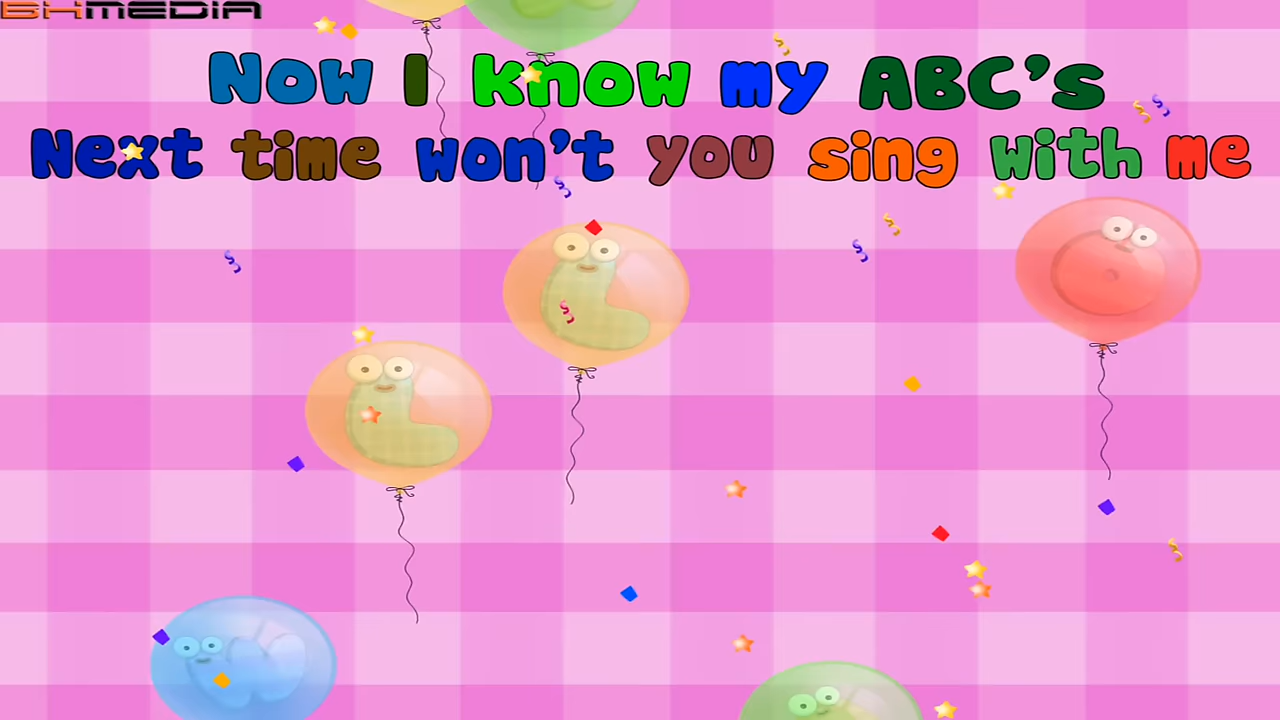 BHMEDIA
Now I know my ABC's
Next time won't you sing with me
L
L
O